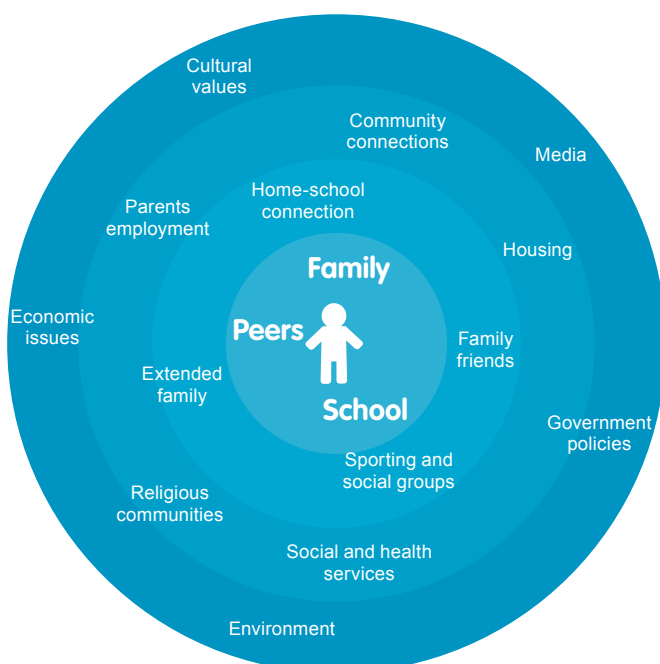 Cultural
values
Community
connections
Media
Home-school
connection
Parents
employment
Housing
Family
Economic
issues
Peers
Family
friends
Extended
family
School
Government
policies
Sporting and
social groups
Religious
communities
Social and health
services
Environment